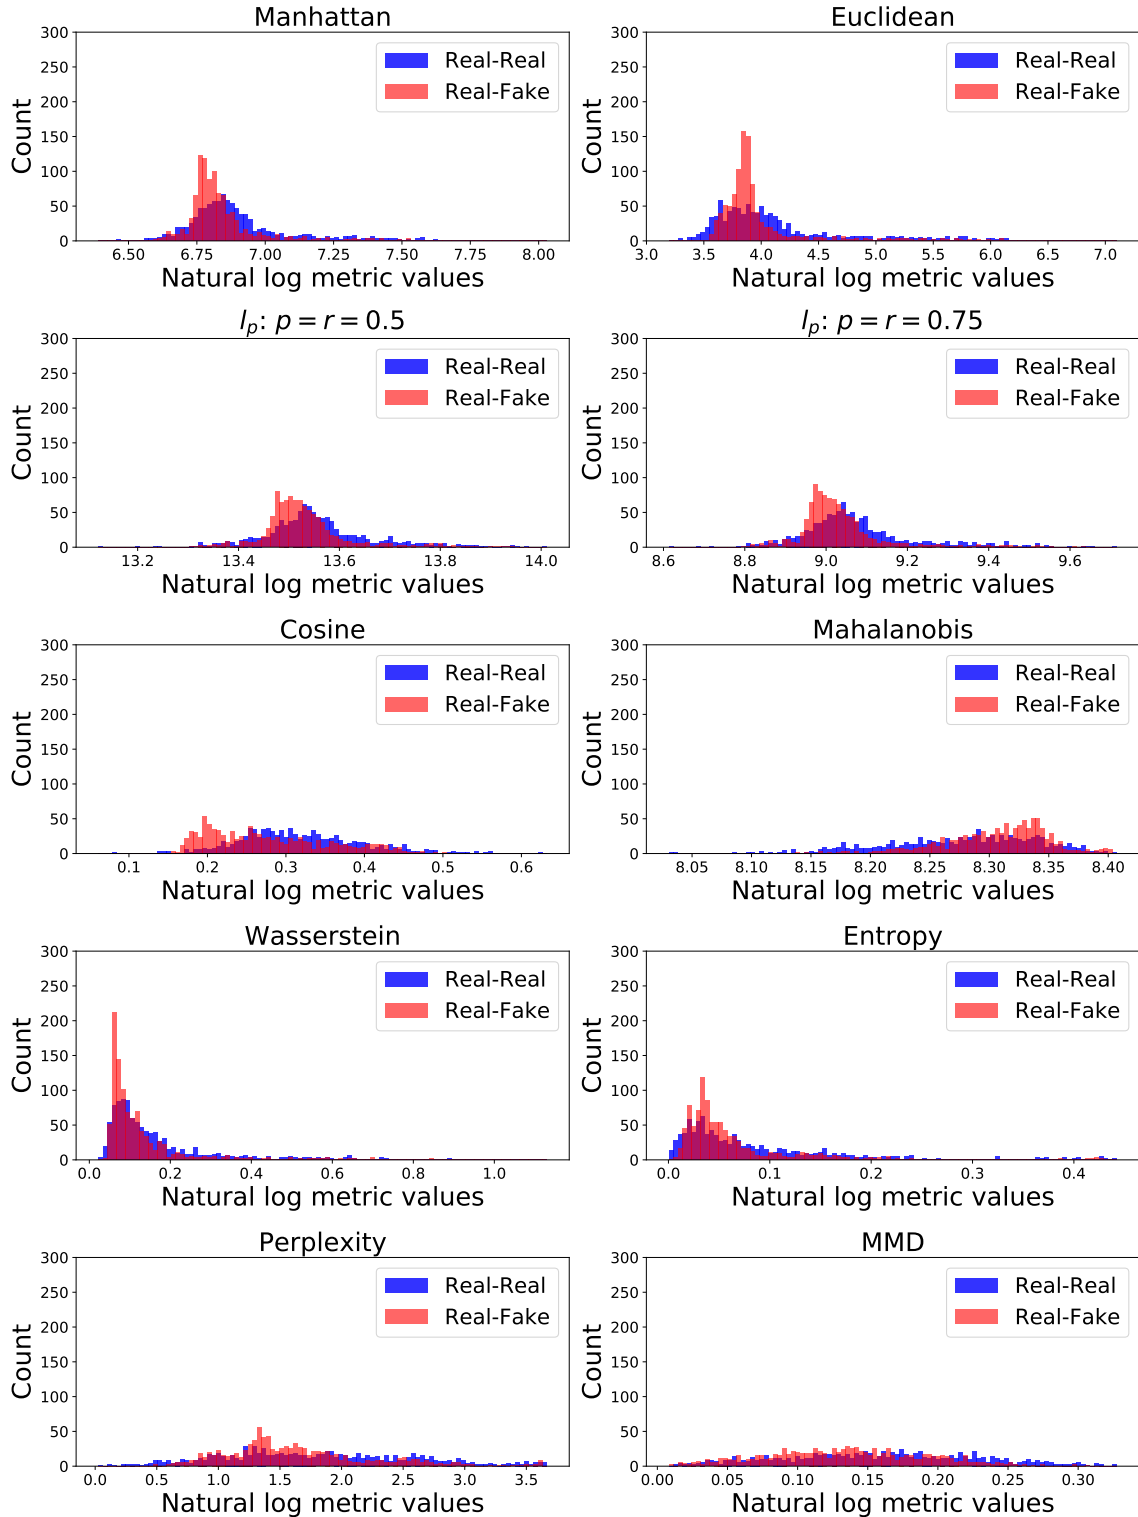 Manhattan
300
250
200
150
100
50
0
Count
Real-Real
Real-Fake
6.50 6.75 7.00 7.25 7.50 7.75 8.00
Natural log metric values
Euclidean
300
250
200
150
100
50
0
Count
Real-Real
Real-Fake
3.0 3.5 4.0 4.5 5.0 5.5 6.0 6.5 7.0
Natural log metric values
l_p: p = r = 0.5
300
250
200
150
100
50
0
Count
Real-Real
Real-Fake
13.2 13.4 13.6 13.8 14.0
Natural log metric values
l_p: p = r = 0.75
300
250
200
150
100
50
0
Count
Real-Real
Real-Fake
8.6 8.8 9.0 9.2 9.4 9.6
Natural log metric values
Cosine
300
250
200
150
100
50
0
Count
Real-Real
Real-Fake
0.1 0.2 0.3 0.4 0.5 0.6
Natural log metric values
Mahalanobis
300
250
200
150
100
50
0
Count
Real-Real
Real-Fake
8.05 8.10 8.15 8.20 8.25 8.30 8.35 8.40
Natural log metric values
Wasserstein
300
250
200
150
100
50
0
Count
Real-Real
Real-Fake
0.0 0.2 0.4 0.6 0.8 1.0
Natural log metric values
Entropy
300
250
200
150
100
50
0
Count
Real-Real
Real-Fake
0.0 0.1 0.2 0.3 0.4
Natural log metric values
Perplexity
300
250
200
150
100
50
0
Count
Real-Real
Real-Fake
0.0 0.5 1.0 1.5 2.0 2.5 3.0 3.5
Natural log metric values
MMD
300
250
200
150
100
50
0
Count
Real-Real
Real-Fake
0.00 0.05 0.10 0.15 0.20 0.25 0.30
Natural log metric values